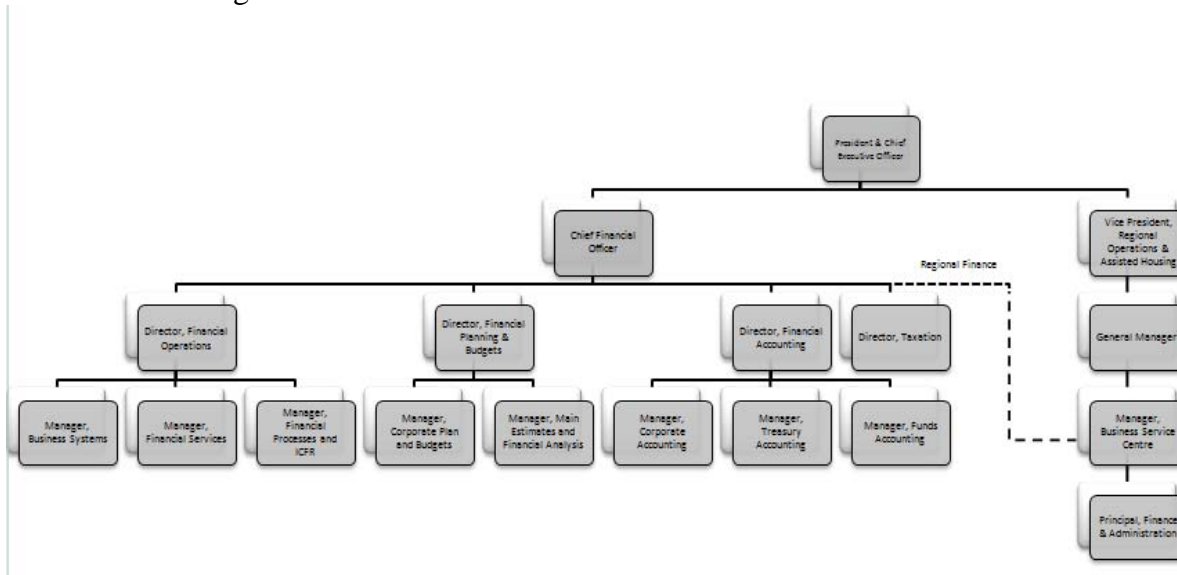 President & Chief
Executive Officer
Chief Financial
Officer
Vice President,
Regional
Operations &
Assisted Housing
Regional Finance
Director, Financial
Operations
Director, Financial
Planning &
Budgets
Director, Financial
Accounting
Director, Taxation
General Manager
Manager,
Business Systems
Manager,
Financial Services
Manager,
Financial
Processes and
ICFR
Manager,
Corporate Plan
and Budgets
Manager, Main
Estimates and
Financial Analysis
Manager,
Corporate
Accounting
Manager,
Treasury
Accounting
Manager, Funds
Accounting
Manager,
Business Service
Centre
Principal, Finance
& Administration